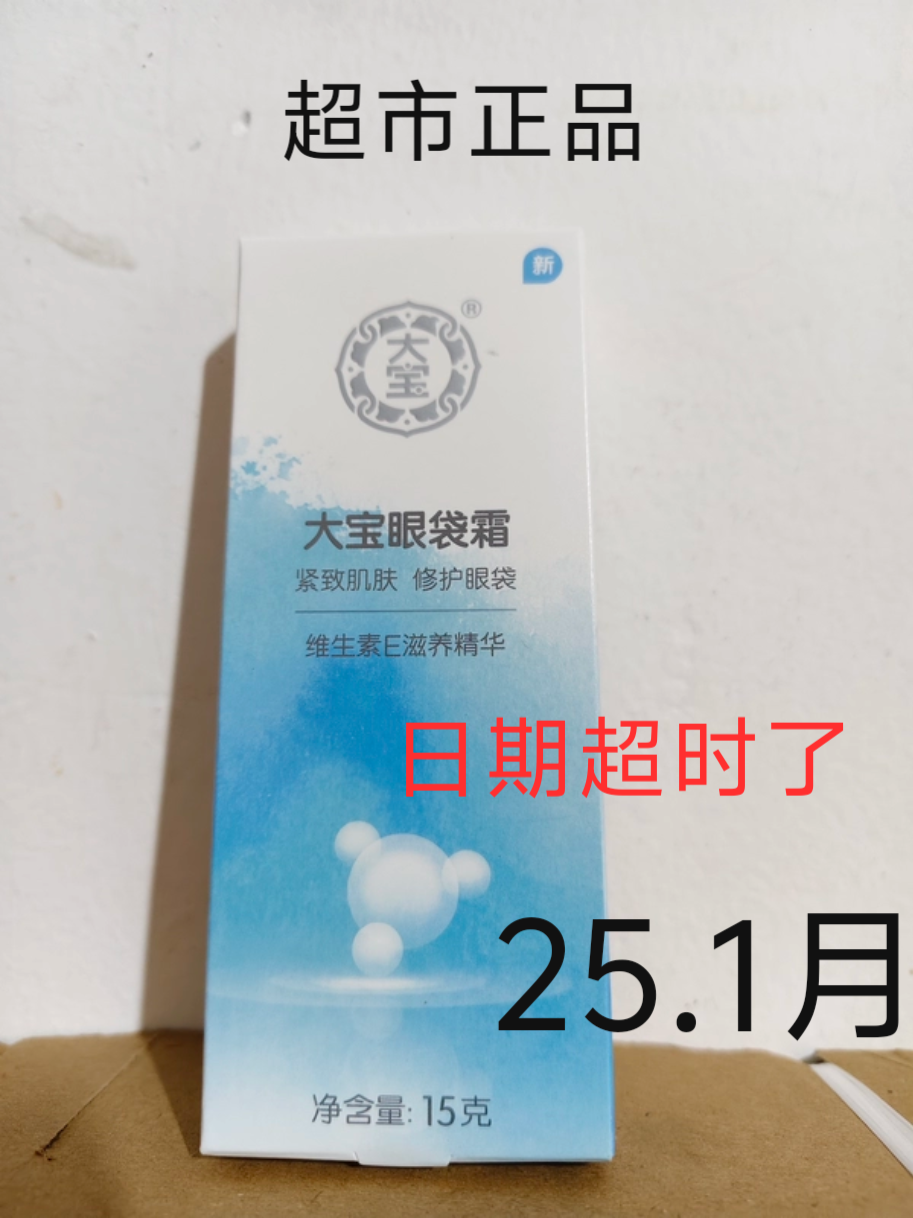 超市正品
新
®
大
宝
大宝眼袋霜
紧致肌肤 修护眼袋
维生素E滋养精华
日期超时了
25.1月
净含量:15克